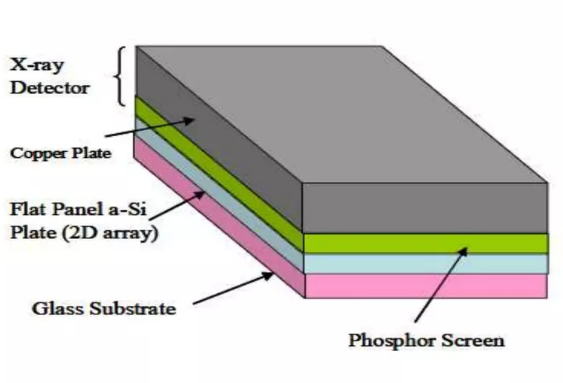 X-ray
Detector
Copper Plate
Flat Panel a-Si
Plate (2D array)
Glass Substrate
Phosphor Screen